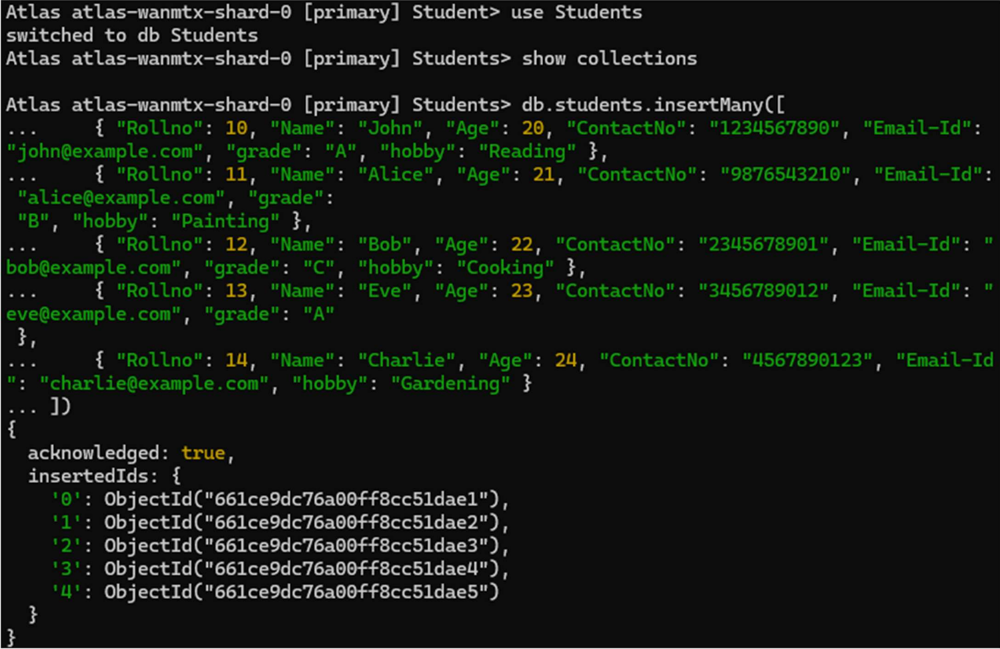 Atlas atlas-wanmtx-shard-0 [primary] Student> use Students
switched to db Students
Atlas atlas-wanmtx-shard-0 [primary] Students> show collections
Atlas atlas-wanmtx-shard-0 [primary] Students> db.students.insertMany([
...     { "Rollno": 10, "Name": "John", "Age": 20, "ContactNo": "1234567890", "Email-Id":
"john@example.com", "grade": "A", "hobby": "Reading" },
...     { "Rollno": 11, "Name": "Alice", "Age": 21, "ContactNo": "9876543210", "Email-Id":
"alice@example.com", "grade":
"B", "hobby": "Painting" },
...     { "Rollno": 12, "Name": "Bob", "Age": 22, "ContactNo": "2345678901", "Email-Id": "
bob@example.com", "grade": "C", "hobby": "Cooking" },
...     { "Rollno": 13, "Name": "Eve", "Age": 23, "ContactNo": "3456789012", "Email-Id": "
eve@example.com", "grade": "A"
},
...     { "Rollno": 14, "Name": "Charlie", "Age": 24, "ContactNo": "4567890123", "Email-Id
": "charlie@example.com", "hobby": "Gardening" }
... ])
{
  acknowledged: true,
  insertedIds: {
    '0': ObjectId("661ce9dc76a00ff8cc51dae1"),
    '1': ObjectId("661ce9dc76a00ff8cc51dae2"),
    '2': ObjectId("661ce9dc76a00ff8cc51dae3"),
    '3': ObjectId("661ce9dc76a00ff8cc51dae4"),
    '4': ObjectId("661ce9dc76a00ff8cc51dae5")
  }
}